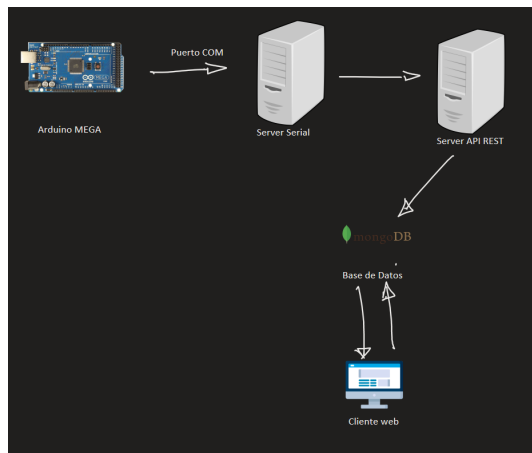 Puerto COM
Arduino MEGA
Server Serial
Server API REST
mongoDB
Base de Datos
Cliente web